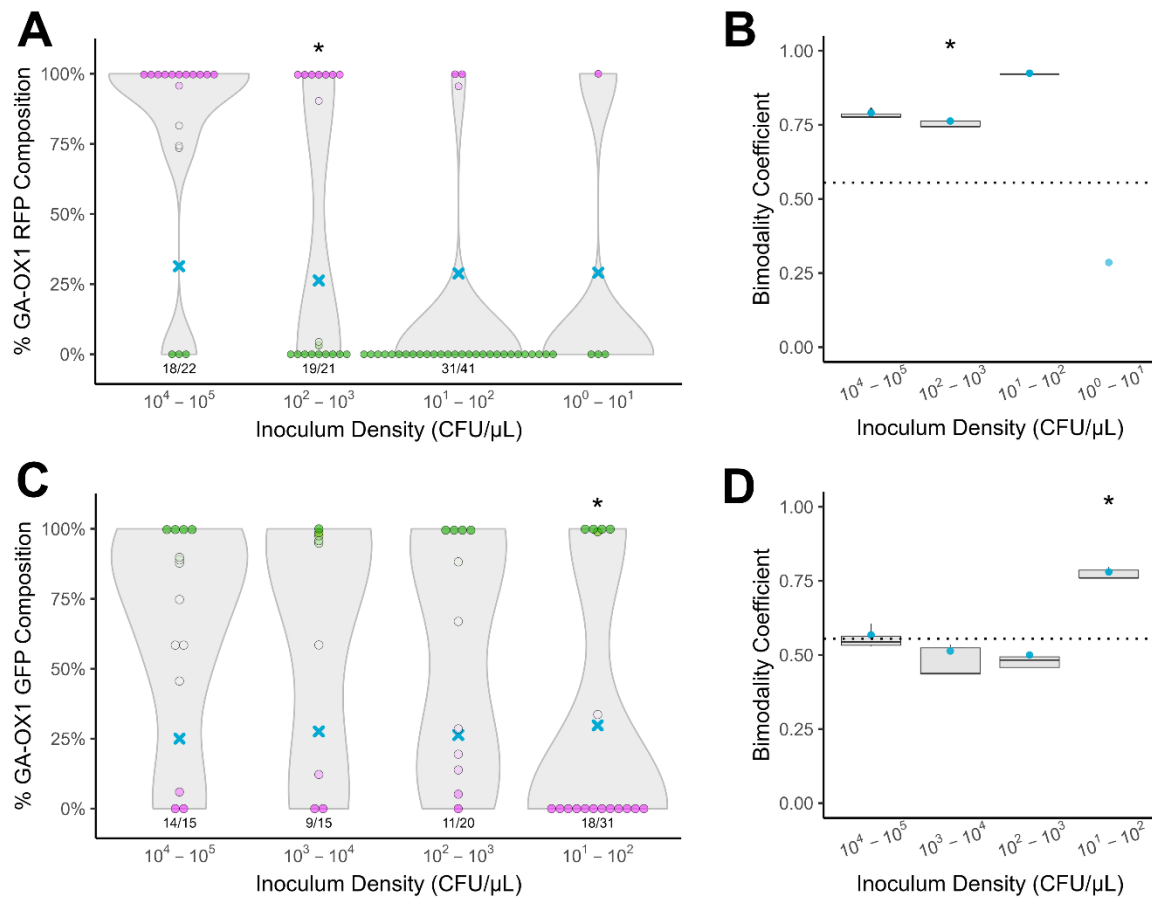 A
*
100%
75%
50%
25%
0%
% GA-OX1 RFP Composition
18/22
19/21
31/41
10⁴ – 10⁵
10² – 10³
10¹ – 10²
10⁰ – 10¹
Inoculum Density (CFU/µL)
B
*
1.00
0.75
0.50
0.25
0.00
Bimodality Coefficient
10⁴ – 10⁵
10² – 10³
10¹ – 10²
10⁰ – 10¹
Inoculum Density (CFU/µL)
C
*
100%
75%
50%
25%
0%
% GA-OX1 GFP Composition
14/15
9/15
11/20
18/31
10⁴ – 10⁵
10³ – 10⁴
10² – 10³
10¹ – 10²
Inoculum Density (CFU/µL)
D
*
1.00
0.75
0.50
0.25
0.00
Bimodality Coefficient
10⁴ – 10⁵
10³ – 10⁴
10² – 10³
10¹ – 10²
Inoculum Density (CFU/µL)